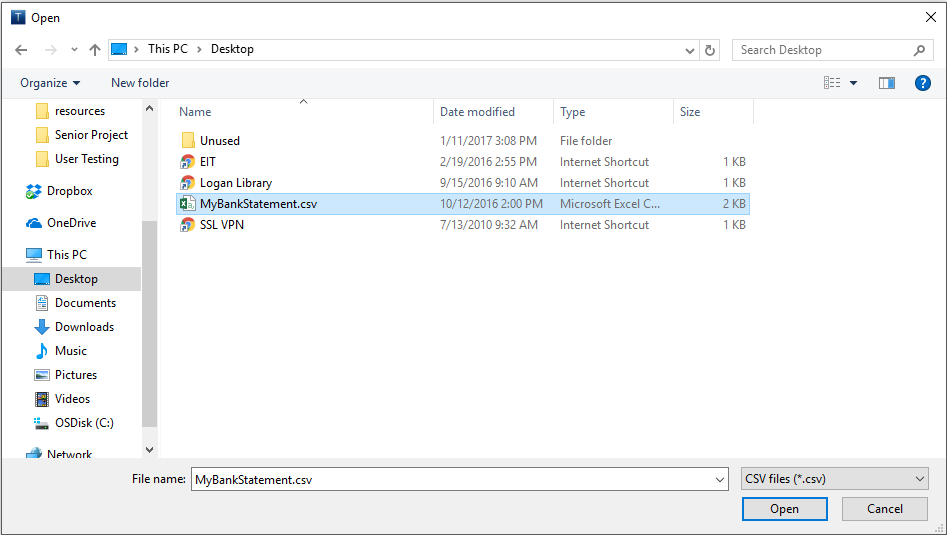 T Open
This PC Desktop
Search Desktop
Organize New folder
?
Name Date modified Type Size
resources
Senior Project
User Testing
Dropbox
OneDrive
This PC
Desktop
Documents
Downloads
Music
Pictures
Videos
OSDisk (C:)
Network
Unused 1/11/2017 3:08 PM File folder
EIT 2/19/2016 2:55 PM Internet Shortcut 1 KB
Logan Library 9/15/2016 9:10 AM Internet Shortcut 1 KB
MyBankStatement.csv 10/12/2016 2:00 PM Microsoft Excel C... 2 KB
SSL VPN 7/13/2010 9:32 AM Internet Shortcut 1 KB
File name: MyBankStatement.csv CSV files (*.csv)
Open Cancel